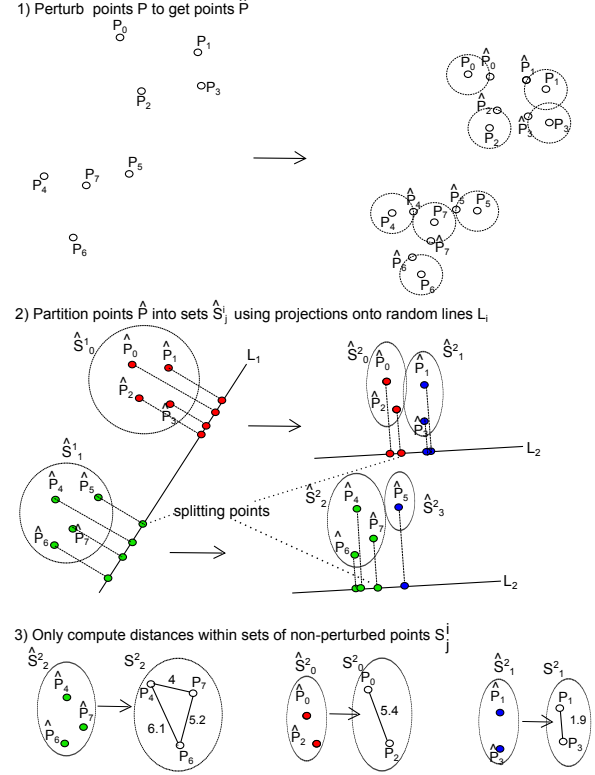 1) Perturb points P to get points P̂
P₀
P₁
P₃
P₂
P₅
P₇
P₄
P₆
P₀ P̂₀
P̂₁
P₁
P̂₂
P₂
P̂₃
P₃
P̂₄
P₄
P₇
P̂₅
P₅
P̂₇
P̂₆
P₆
2) Partition points P̂ into sets Ŝⁱⱼ using projections onto random lines Lᵢ
Ŝ¹₀
P̂₀
P̂₁
P̂₂
P̂₃
L₁
Ŝ²₀
P̂₀
P̂₂
Ŝ²₁
P̂₁
P̂₃
L₂
Ŝ¹₁
P̂₄
P̂₅
P̂₆
P̂₇
splitting points
Ŝ²₂
P̂₄
P̂₇
P̂₆
P̂₅
Ŝ²₃
L₂
3) Only compute distances within sets of non-perturbed points Sʲⱼ
Ŝ²₂
P̂₄
P̂₇
P̂₆
S²₂
P₄
4
P₇
6.1
5.2
P₆
Ŝ²₀
P̂₀
P̂₂
S²₀
P₀
5.4
P₂
Ŝ²₁
P̂₁
P̂₃
S²₁
P₁
1.9
P₃